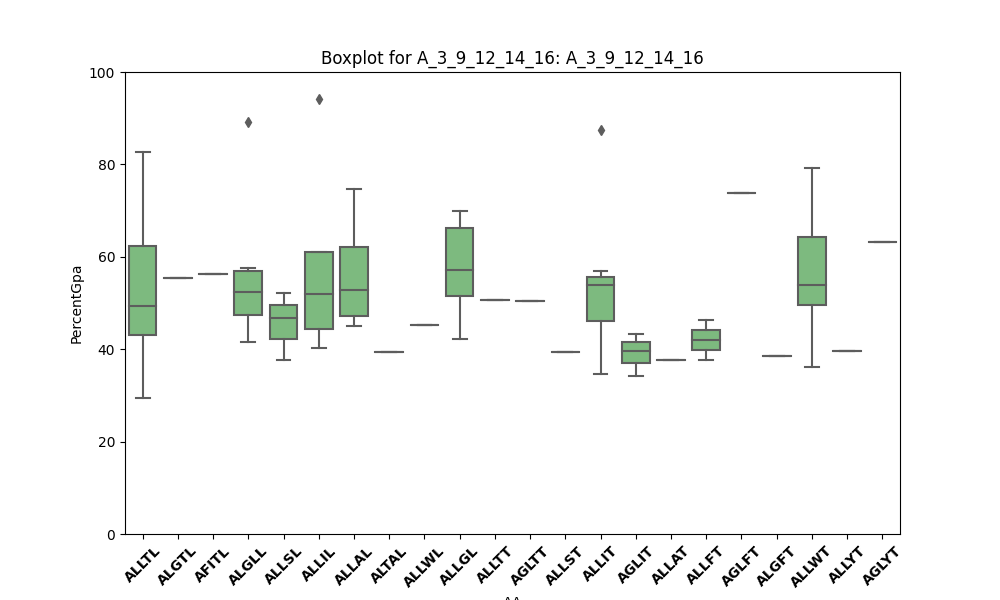 Boxplot for A_3_9_12_14_16: A_3_9_12_14_16
PercentGpa
100
80
60
40
20
0
ALLTL
ALGTL
AFITL
ALGLL
ALLSL
ALLIL
ALLAL
ALTAL
ALLWL
ALLGL
ALLTT
AGLTT
ALLST
ALLIT
AGLIT
ALLAT
ALLFT
AGLFT
ALGFT
ALLWT
ALLYT
AGLYT